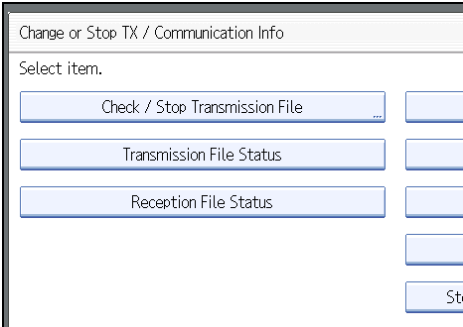 Change or Stop TX / Communication Info
Select item.
Check / Stop Transmission File
...
Transmission File Status
Reception File Status